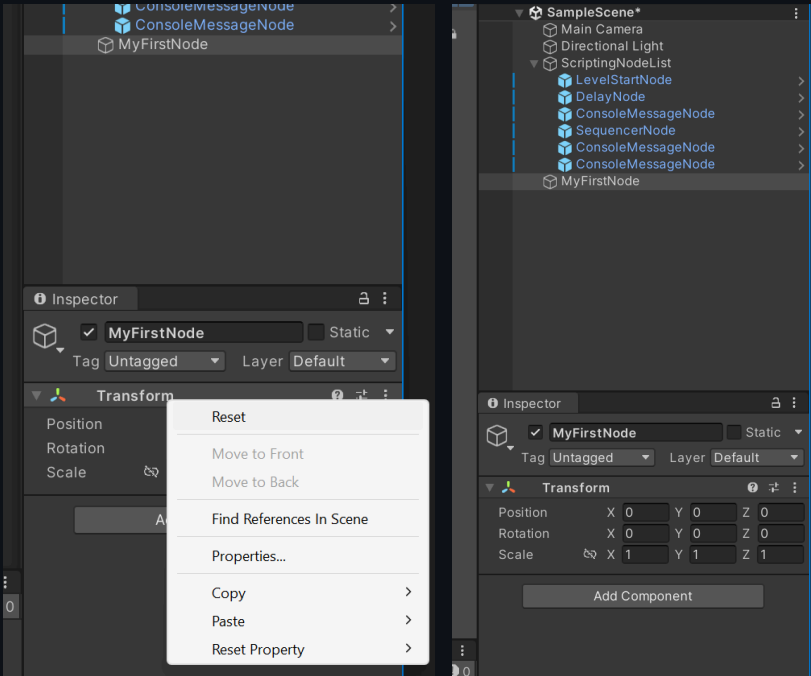 ConsoleMessageNode
ConsoleMessageNode
MyFirstNode
Inspector
MyFirstNode
Static
Tag Untagged Layer Default
Transform
Position
Rotation
Scale
Reset
Move to Front
Move to Back
Find References In Scene
Properties...
Copy
Paste
Reset Property
0
SampleScene*
Main Camera
Directional Light
ScriptingNodeList
LevelStartNode
DelayNode
ConsoleMessageNode
SequencerNode
ConsoleMessageNode
ConsoleMessageNode
MyFirstNode
Inspector
MyFirstNode
Static
Tag Untagged Layer Default
Transform
Position X 0 Y 0 Z 0
Rotation X 0 Y 0 Z 0
Scale X 1 Y 1 Z 1
Add Component
0